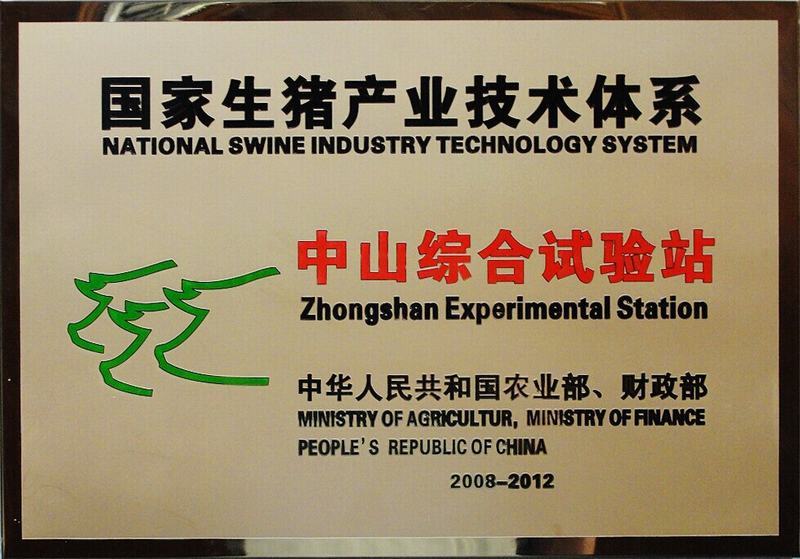 国家生猪产业技术体系
NATIONAL SWINE INDUSTRY TECHNOLOGY SYSTEM
中山综合试验站
Zhongshan Experimental Station
中华人民共和国农业部、财政部
MINISTRY OF AGRICULTUR, MINISTRY OF FINANCE
PEOPLE'S REPUBLIC OF CHINA
2008–2012